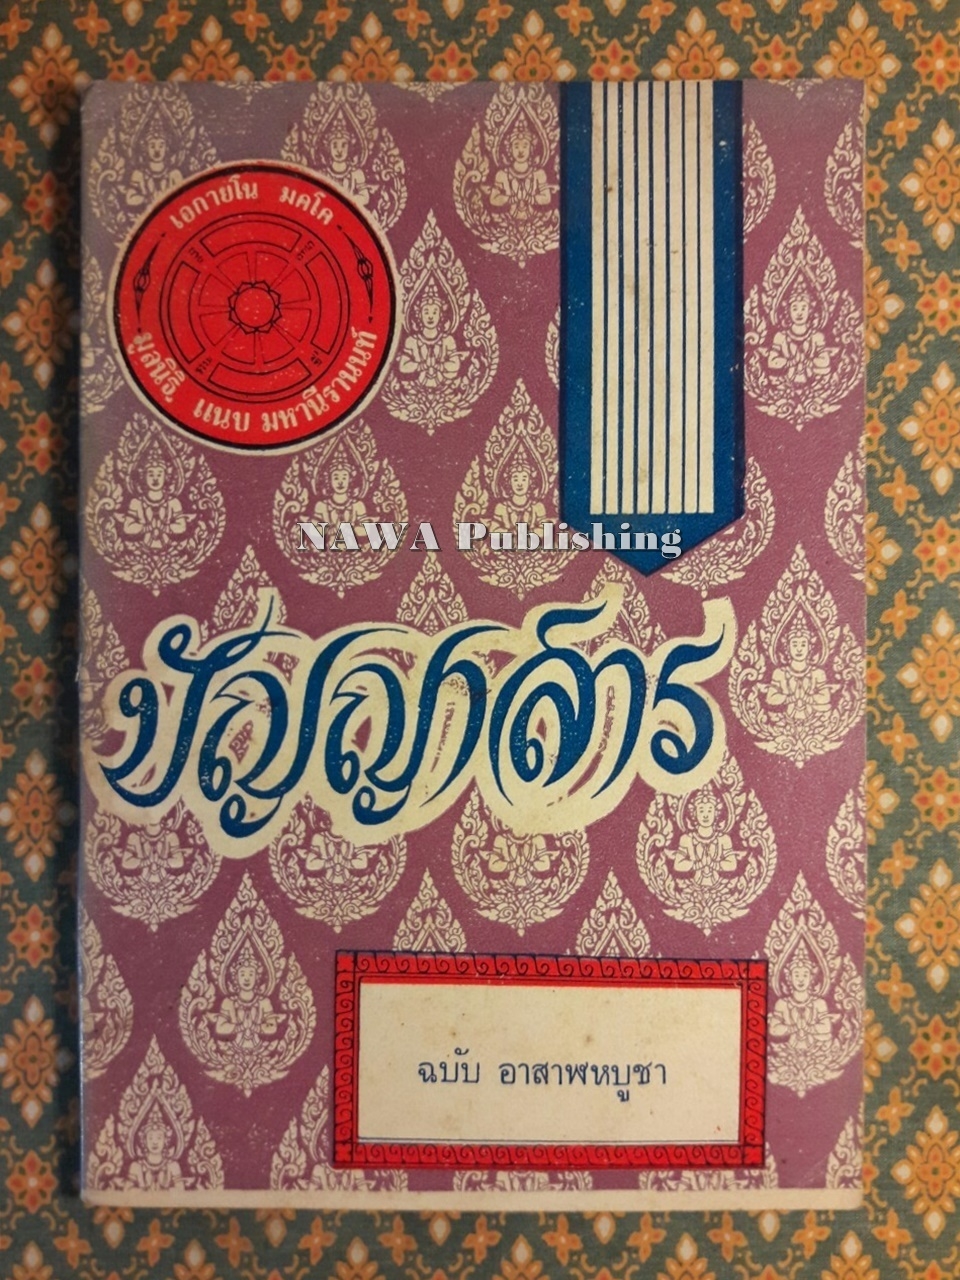 เอกายโน มคฺโค
มูลนิธิ แนบ มหานีรานนท์
NAWA Publishing
ปัญญาสาร
ฉบับ อาสาฬหบูชา